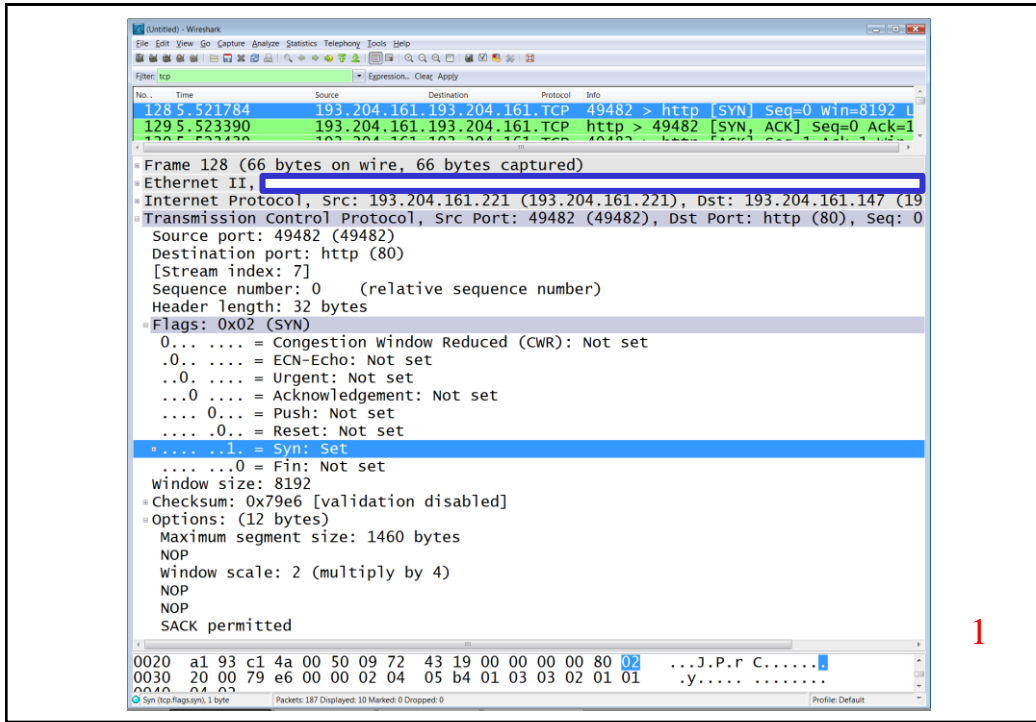 (Untitled) - Wireshark
File Edit View Go Capture Analyze Statistics Telephony Tools Help
Filter: tcp Expression... Clear Apply
No. . Time Source Destination Protocol Info
128 5.521784 193.204.161.193.204.161.TCP 49482 > http [SYN] Seq=0 Win=8192 L
129 5.523390 193.204.161.193.204.161.TCP http > 49482 [SYN, ACK] Seq=0 Ack=1
Frame 128 (66 bytes on wire, 66 bytes captured)
Ethernet II,
Internet Protocol, Src: 193.204.161.221 (193.204.161.221), Dst: 193.204.161.147 (19
Transmission Control Protocol, Src Port: 49482 (49482), Dst Port: http (80), Seq: 0
Source port: 49482 (49482)
Destination port: http (80)
[Stream index: 7]
Sequence number: 0 (relative sequence number)
Header length: 32 bytes
Flags: 0x02 (SYN)
0... .... = Congestion Window Reduced (CWR): Not set
.0.. .... = ECN-Echo: Not set
..0. .... = Urgent: Not set
...0 .... = Acknowledgement: Not set
.... 0... = Push: Not set
.... .0.. = Reset: Not set
.... ..1. = Syn: Set
.... ...0 = Fin: Not set
Window size: 8192
Checksum: 0x79e6 [validation disabled]
Options: (12 bytes)
Maximum segment size: 1460 bytes
NOP
Window scale: 2 (multiply by 4)
NOP
NOP
SACK permitted
1
0020 a1 93 c1 4a 00 50 09 72 43 19 00 00 00 00 80 02 ...J.P.r C.......
0030 20 00 79 e6 00 00 02 04 05 b4 01 03 03 02 01 01 .y..... ........
0040 04 02
Syn (tcp.flags.syn), 1 byte Packets: 187 Displayed: 10 Marked: 0 Dropped: 0 Profile: Default